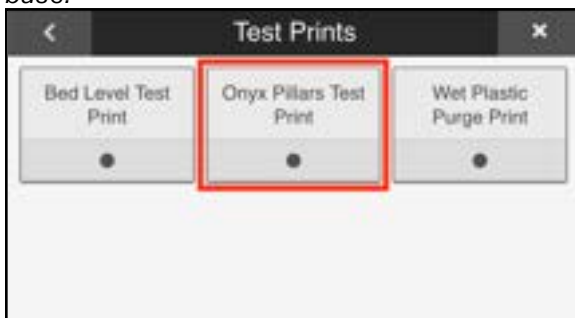 Test Prints
Bed Level Test
Print
Onyx Pillars Test
Print
Wet Plastic
Purge Print